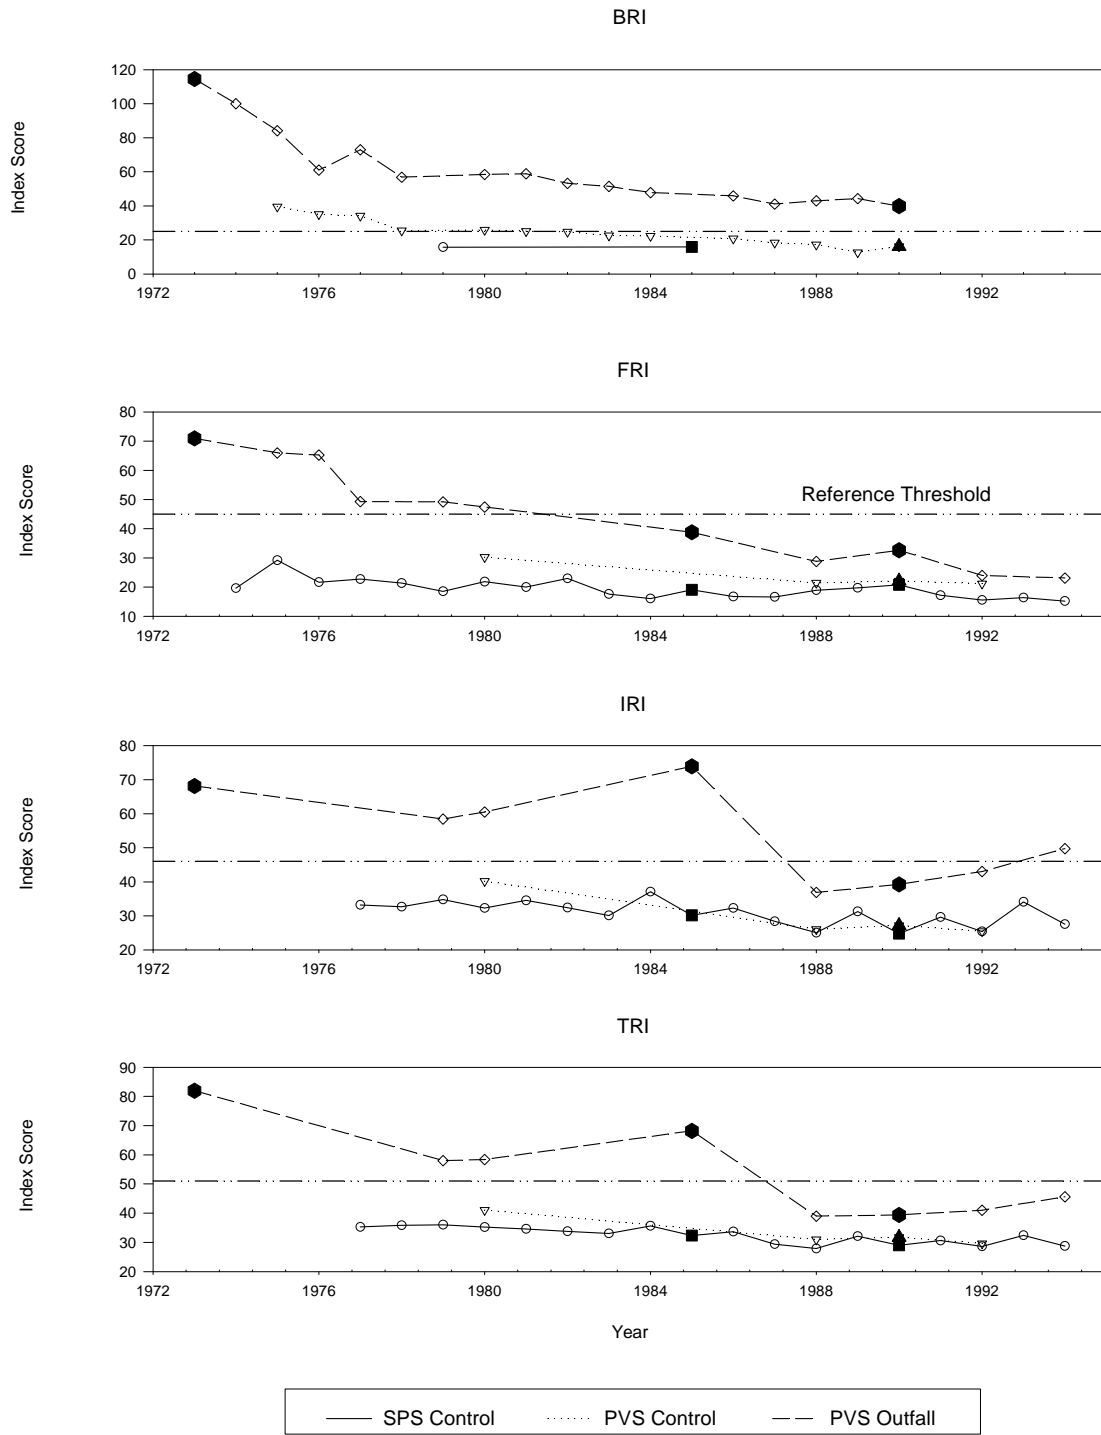 BRI
Index Score
120
100
80
60
40
20
0
1972 1976 1980 1984 1988 1992
FRI
Index Score
80
70
60
50
40
30
20
10
Reference Threshold
1972 1976 1980 1984 1988 1992
IRI
Index Score
80
70
60
50
40
30
20
1972 1976 1980 1984 1988 1992
TRI
Index Score
90
80
70
60
50
40
30
20
1972 1976 1980 1984 1988 1992
Year
SPS Control PVS Control PVS Outfall